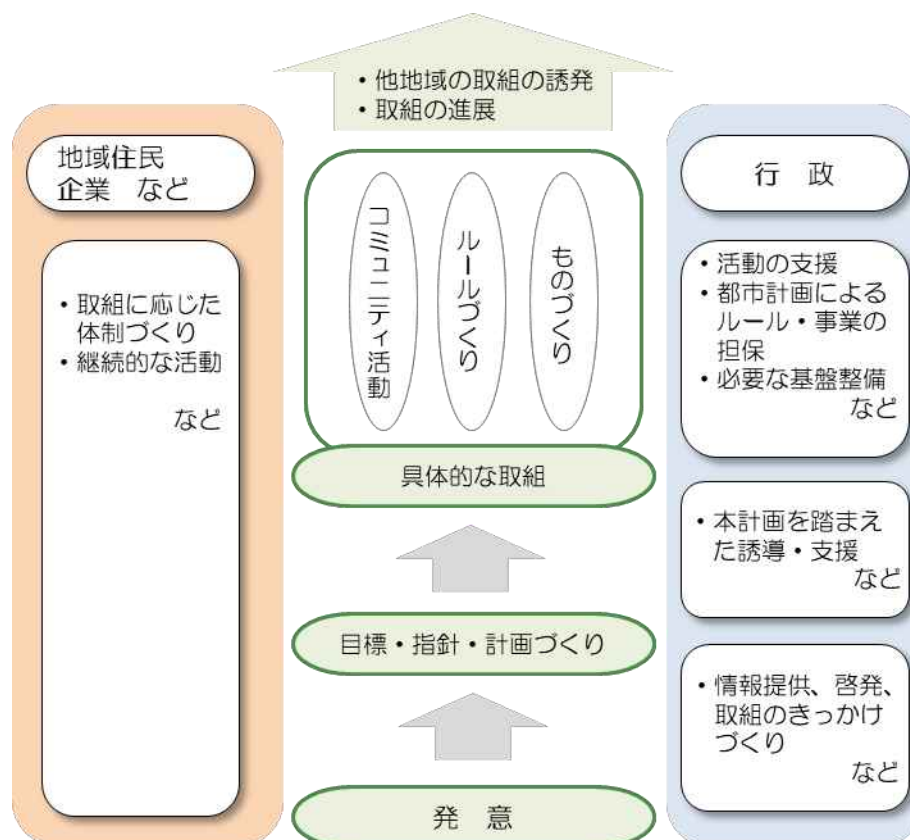 ・他地域の取組の誘発
・取組の進展
地域住民
企業 など
・取組に応じた
体制づくり
・継続的な活動
など
コミュニティ活動
ルールづくり
ものづくり
具体的な取組
目標・指針・計画づくり
発 意
行 政
・活動の支援
・都市計画による
ルール・事業の
担保
・必要な基盤整備
など
・本計画を踏まえ
た誘導・支援
など
・情報提供、啓発、
取組のきっかけ
づくり
など